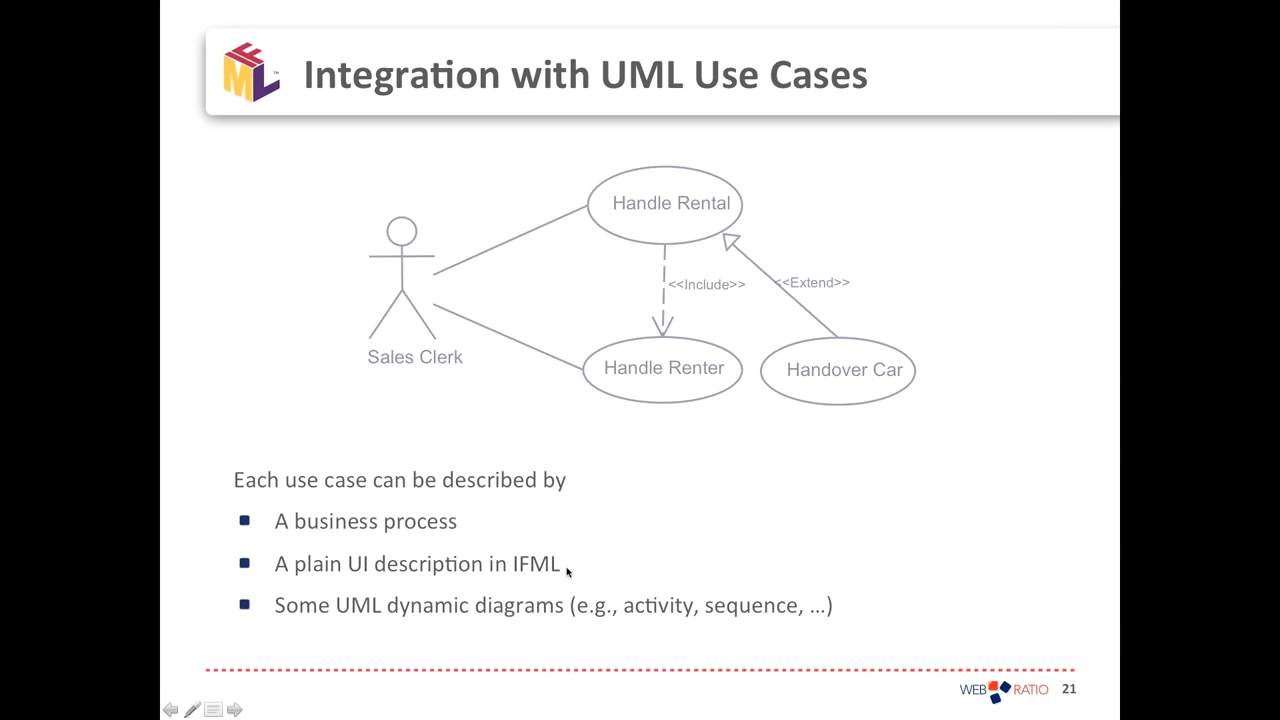 IFML™
Integration with UML Use Cases
Handle Rental
<<Include>>
<<Extend>>
Sales Clerk
Handle Renter
Handover Car
Each use case can be described by
A business process
A plain UI description in IFML
Some UML dynamic diagrams (e.g., activity, sequence, ...)
WEB RATIO
21